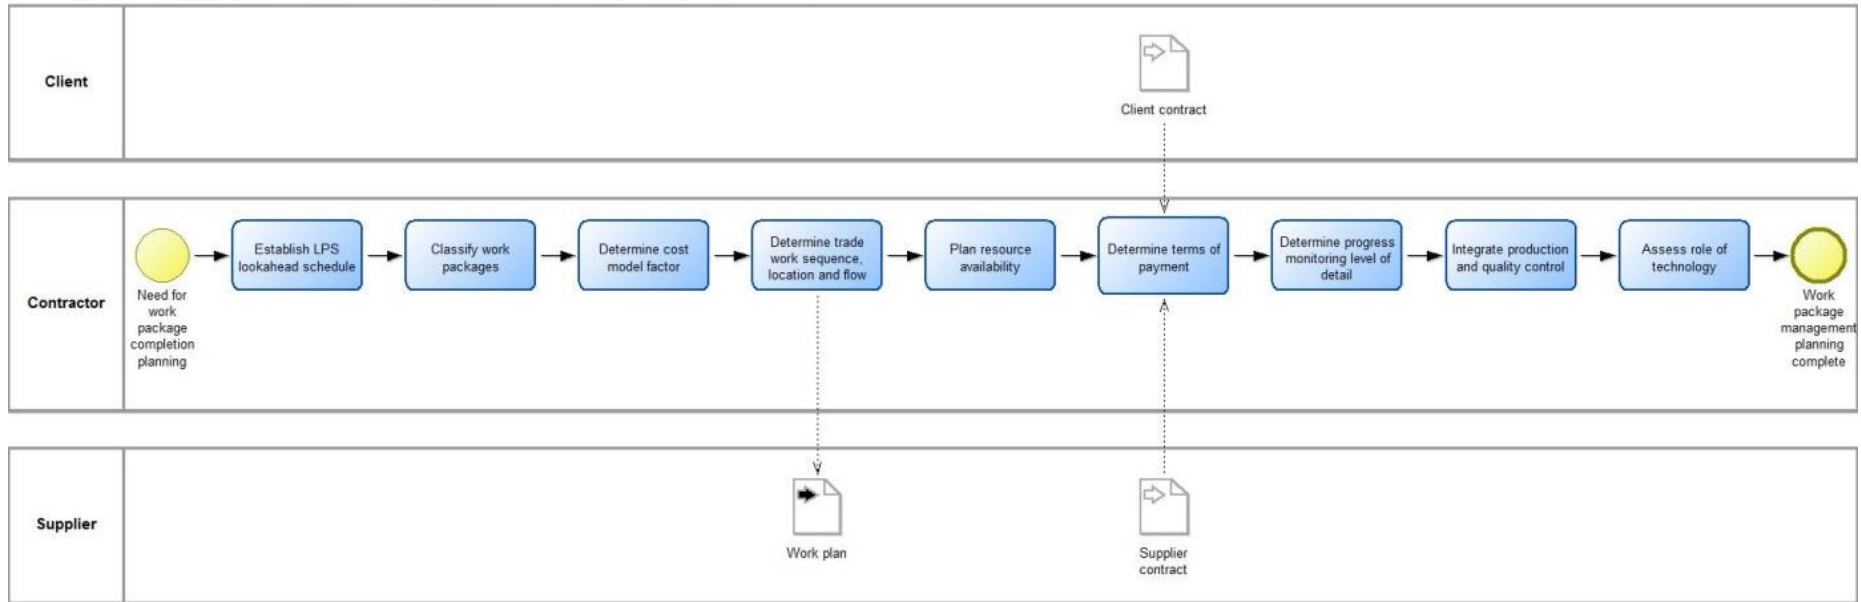 Client
Client contract
Contractor
Need for
work
package
completion
planning
Establish LPS
lookahead schedule
Classify work
packages
Determine cost
model factor
Determine trade
work sequence,
location and flow
Plan resource
availability
Determine terms of
payment
Determine progress
monitoring level of
detail
Integrate production
and quality control
Assess role of
technology
Work
package
management
planning
complete
Supplier
Work plan
Supplier
contract